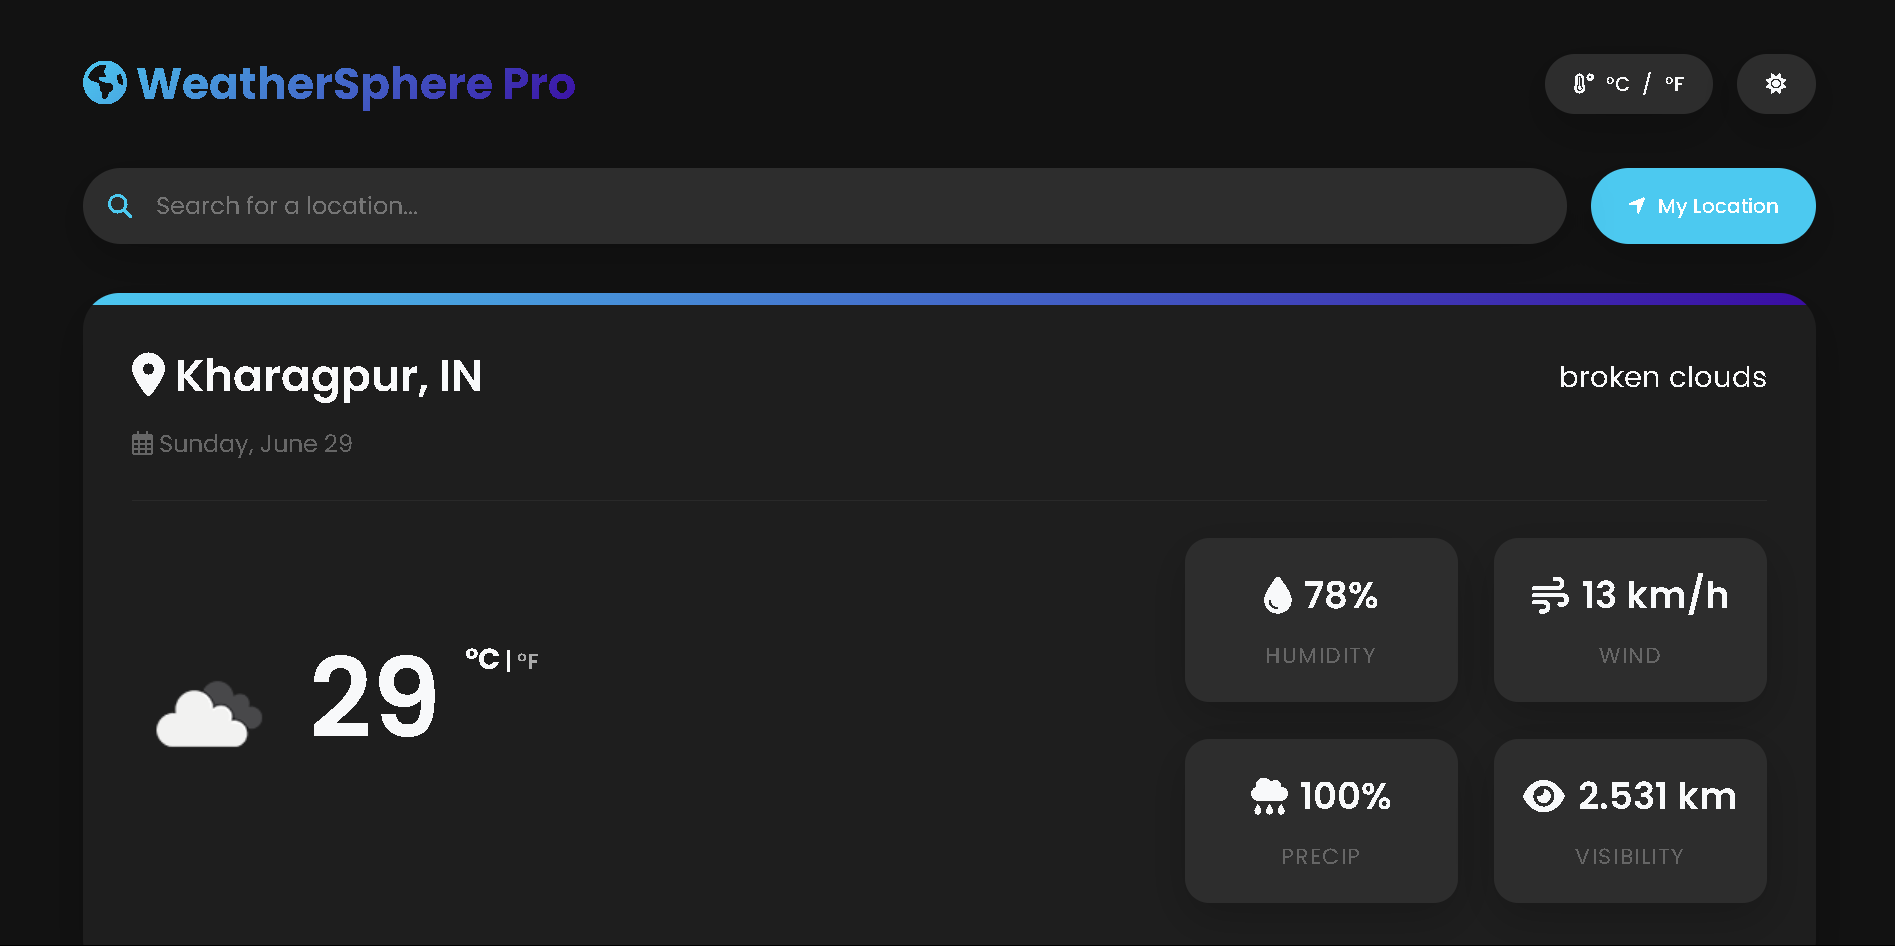 WeatherSphere Pro
°C / °F
Search for a location...
My Location
Kharagpur, IN
broken clouds
Sunday, June 29
29 °C | °F
78%
HUMIDITY
13 km/h
WIND
100%
PRECIP
2.531 km
VISIBILITY